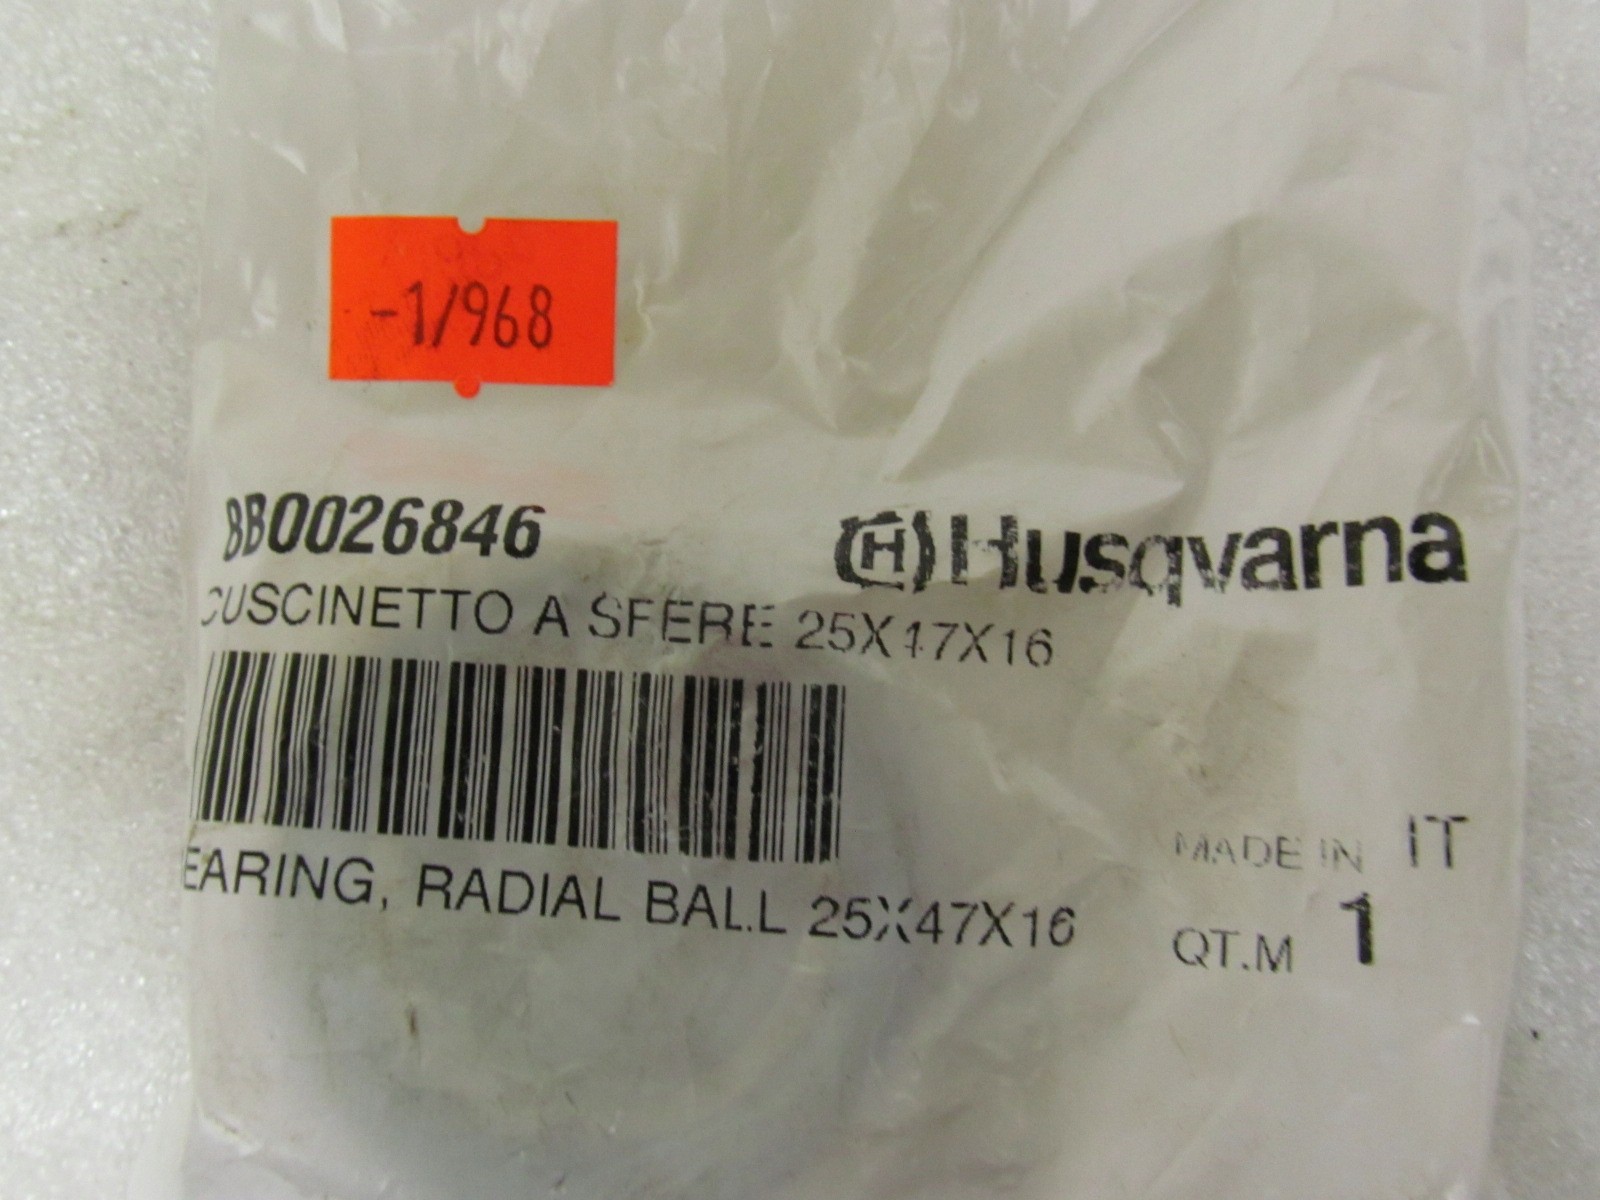 -1/968
8B0026846
H Husqvarna
CUSCINETTO A SFERE 25X47X16
EARING, RADIAL BALL 25X47X16
MADE IN IT
QT.M 1